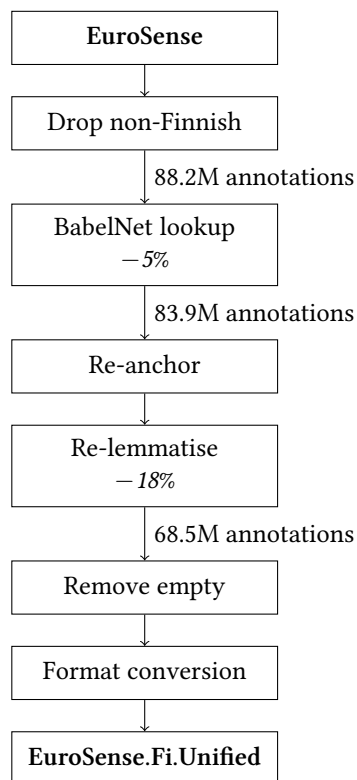 EuroSense
Drop non-Finnish
88.2M annotations
BabelNet lookup
−5%
83.9M annotations
Re-anchor
Re-lemmatise
−18%
68.5M annotations
Remove empty
Format conversion
EuroSense.Fi.Unified